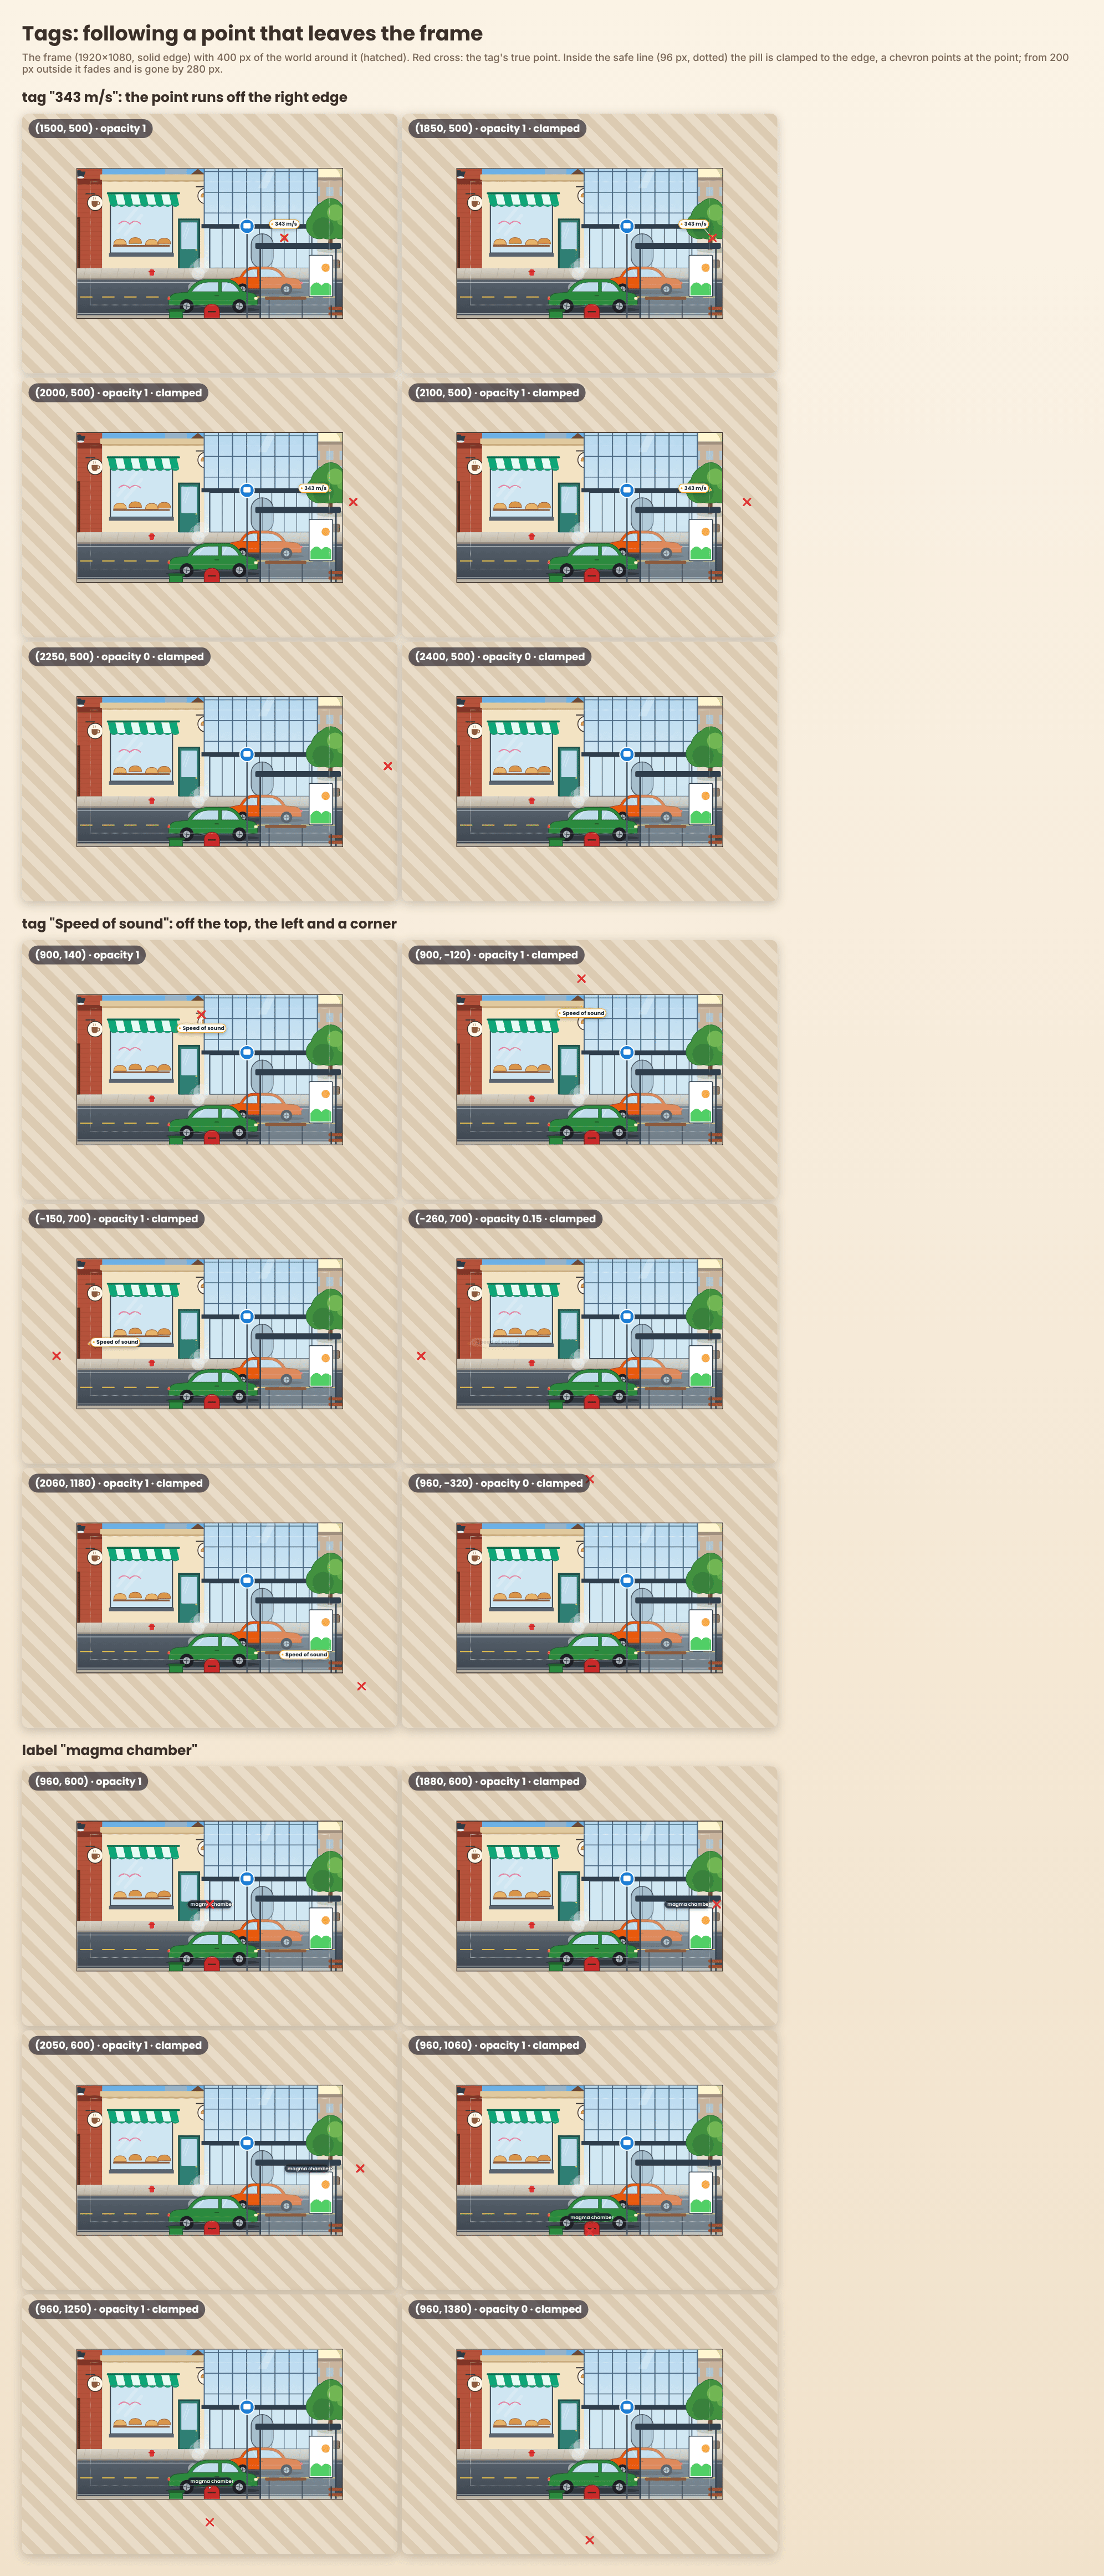 Tags: following a point that leaves the frame
The frame (1920×1080, solid edge) with 400 px of the world around it (hatched). Red cross: the tag's true point. Inside the safe line (96 px, dotted) the pill is clamped to the edge, a chevron points at the point; from 200
px outside it fades and is gone by 280 px.
tag "343 m/s": the point runs off the right edge
(1500, 500) · opacity 1
(1850, 500) · opacity 1 · clamped
343 m/s
343 m/s
(2000, 500) · opacity 1 · clamped
(2100, 500) · opacity 1 · clamped
343 m/s
343 m/s
(2250, 500) · opacity 0 · clamped
(2400, 500) · opacity 0 · clamped
tag "Speed of sound": off the top, the left and a corner
(900, 140) · opacity 1
(900, -120) · opacity 1 · clamped
Speed of sound
Speed of sound
(-150, 700) · opacity 1 · clamped
(-260, 700) · opacity 0.15 · clamped
Speed of sound
(2060, 1180) · opacity 1 · clamped
(960, -320) · opacity 0 · clamped
Speed of sound
label "magma chamber"
(960, 600) · opacity 1
(1880, 600) · opacity 1 · clamped
magma chamber
(2050, 600) · opacity 1 · clamped
(960, 1060) · opacity 1 · clamped
magma chamber
magma chamber
(960, 1250) · opacity 1 · clamped
(960, 1380) · opacity 0 · clamped
magma chamber